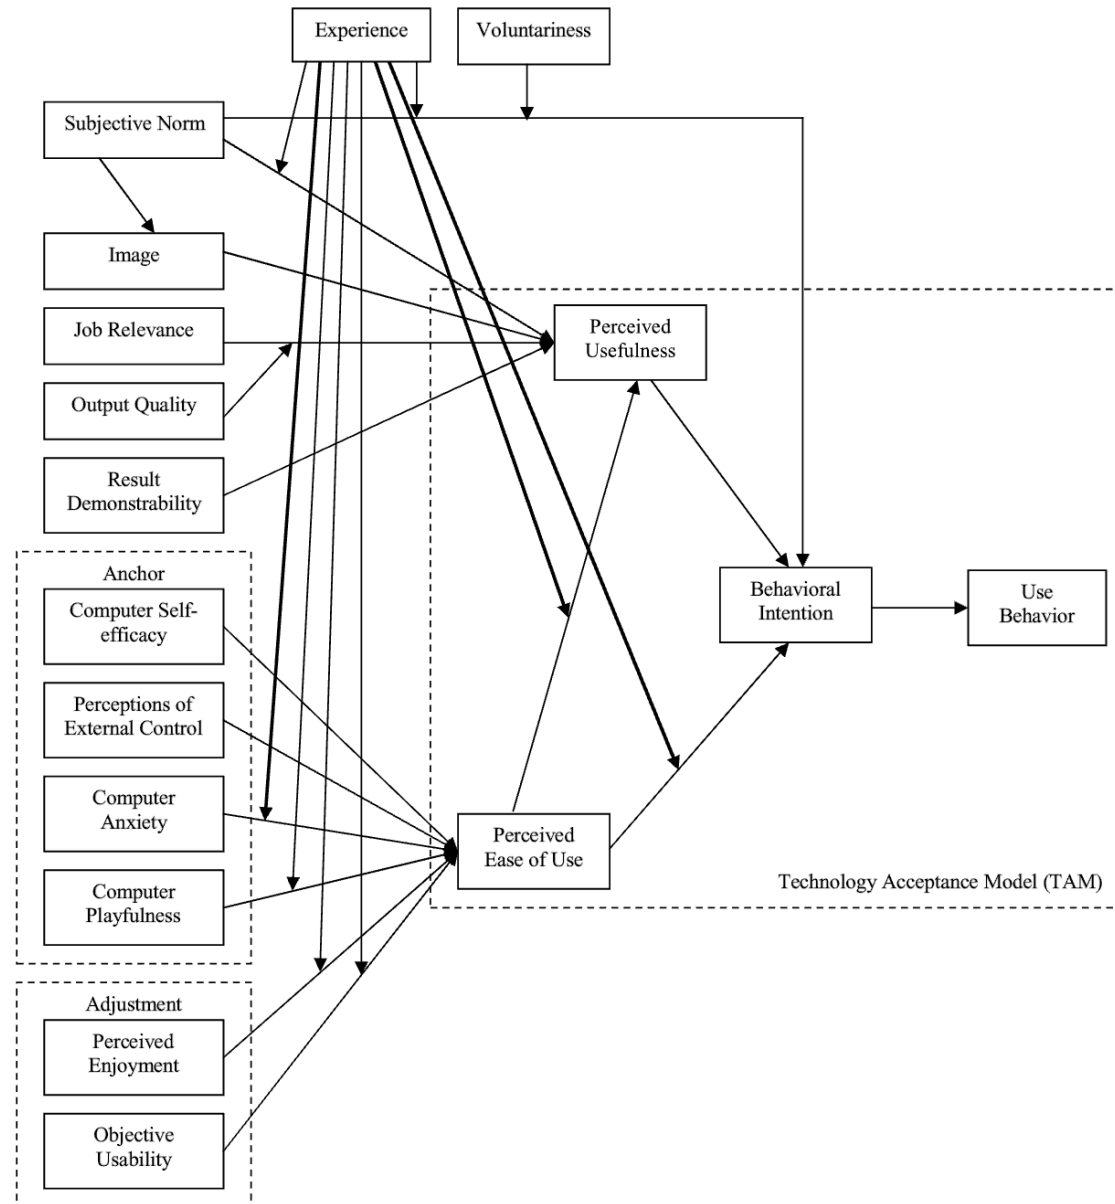 Experience
Voluntariness
Subjective Norm
Image
Job Relevance
Output Quality
Result
Demonstrability
Perceived
Usefulness
Anchor
Computer Self-
efficacy
Perceptions of
External Control
Computer
Anxiety
Computer
Playfulness
Behavioral
Intention
Use
Behavior
Perceived
Ease of Use
Technology Acceptance Model (TAM)
Adjustment
Perceived
Enjoyment
Objective
Usability